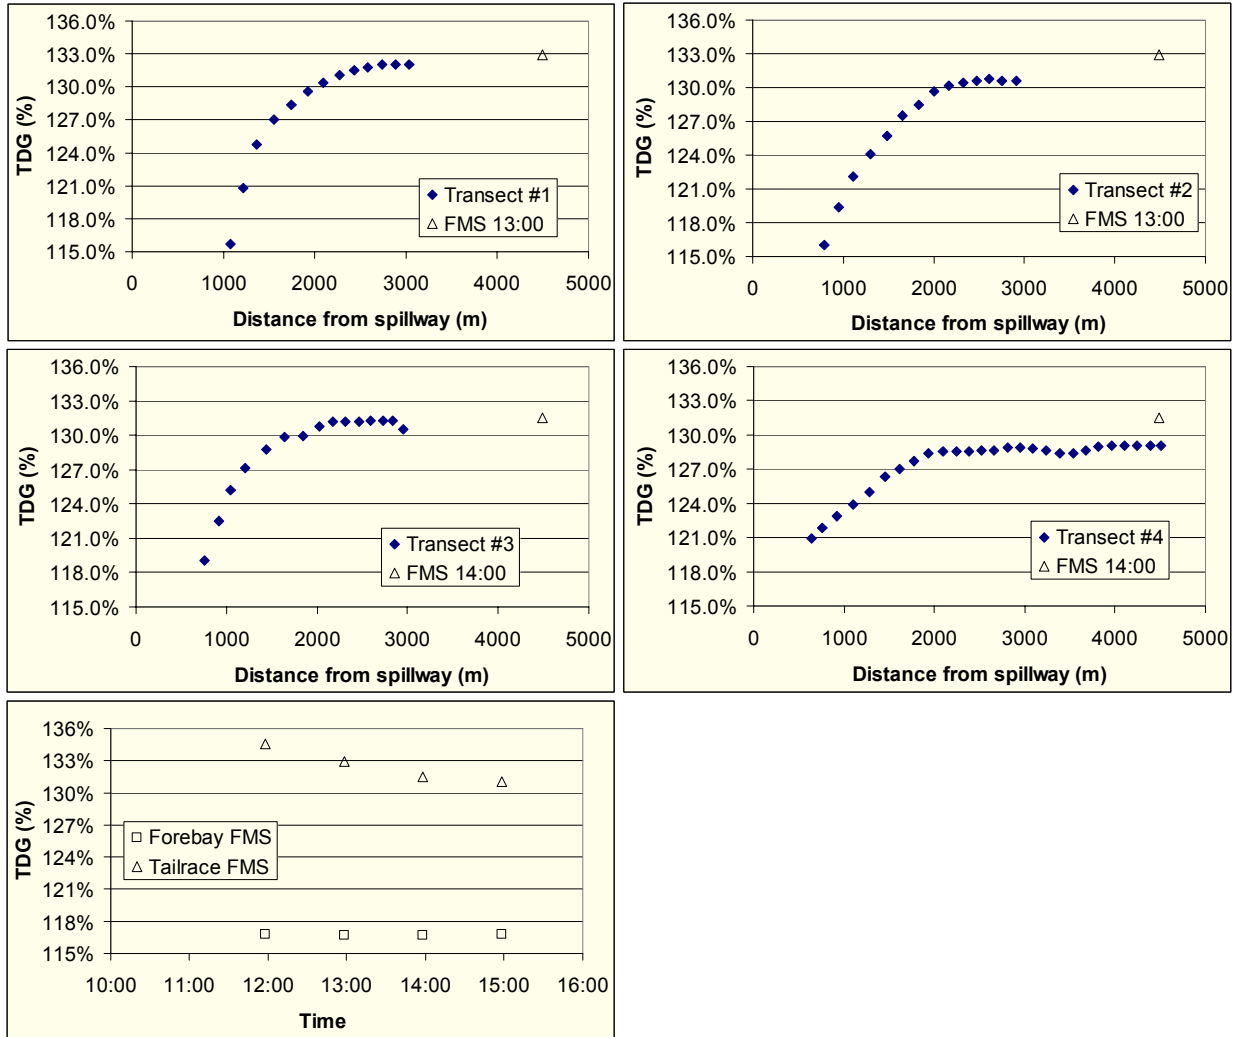 136.0%
133.0%
130.0%
127.0%
124.0%
121.0%
118.0%
115.0%
TDG (%)
0 1000 2000 3000 4000 5000
Distance from spillway (m)
Transect #1
FMS 13:00
136.0%
133.0%
130.0%
127.0%
124.0%
121.0%
118.0%
115.0%
TDG (%)
0 1000 2000 3000 4000 5000
Distance from spillway (m)
Transect #2
FMS 13:00
136.0%
133.0%
130.0%
127.0%
124.0%
121.0%
118.0%
115.0%
TDG (%)
0 1000 2000 3000 4000 5000
Distance from spillway (m)
Transect #3
FMS 14:00
136.0%
133.0%
130.0%
127.0%
124.0%
121.0%
118.0%
115.0%
TDG (%)
0 1000 2000 3000 4000 5000
Distance from spillway (m)
Transect #4
FMS 14:00
136%
133%
130%
127%
124%
121%
118%
115%
TDG (%)
10:00 11:00 12:00 13:00 14:00 15:00 16:00
Time
Forebay FMS
Tailrace FMS